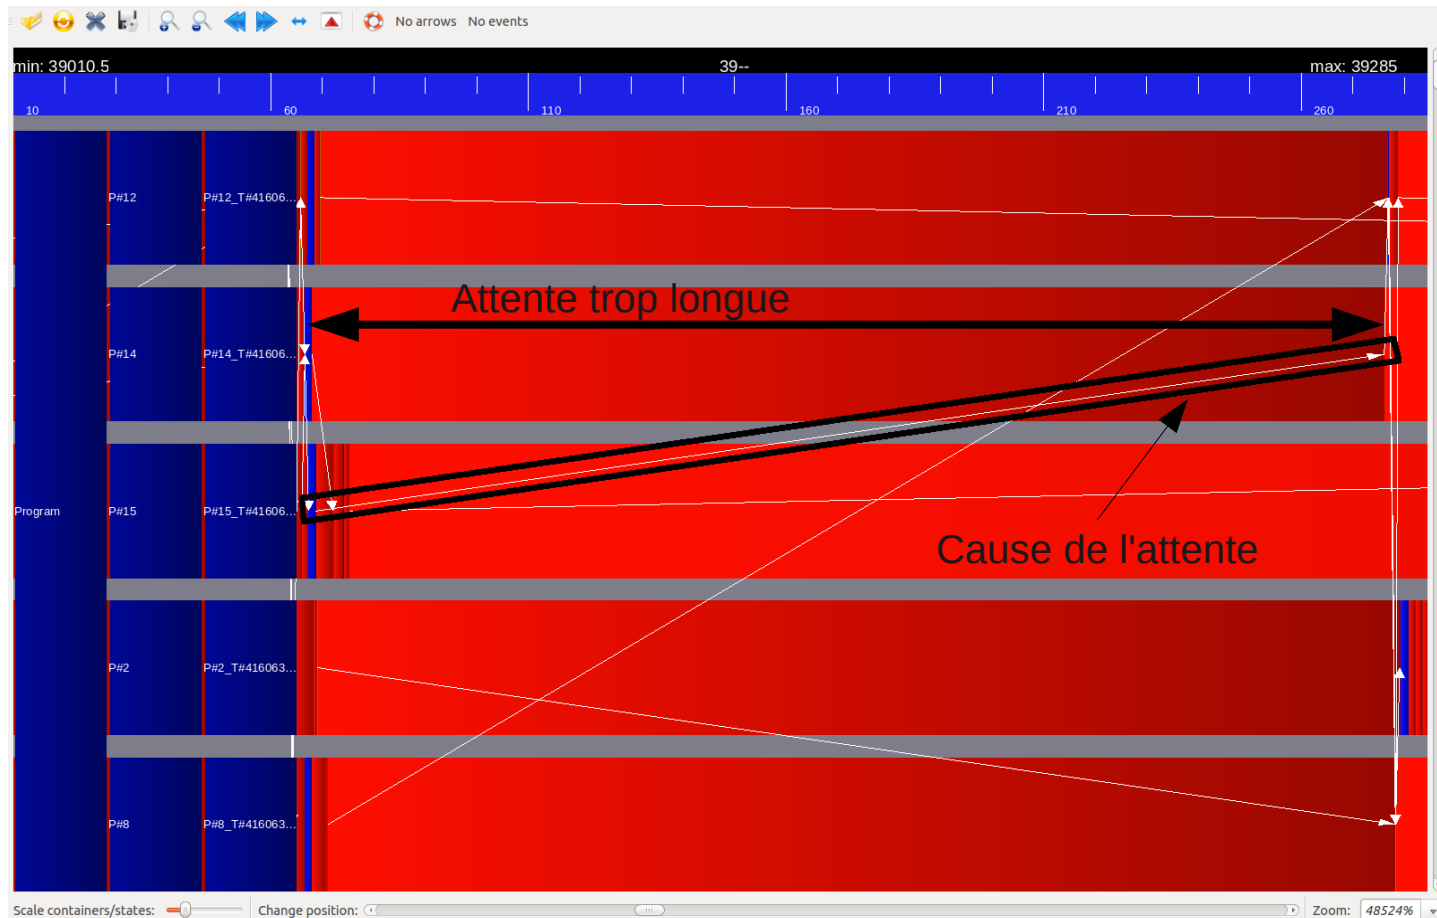 No arrows No events
min: 39010.5 39-- max: 39285
10 60 110 160 210 260
P#12 P#12_T#41606...
Attente trop longue
P#14 P#14_T#41606...
Program P#15 P#15_T#41606...
Cause de l'attente
P#2 P#2_T#416063...
P#8 P#8_T#416063...
Scale containers/states: Change position: Zoom: 48524%